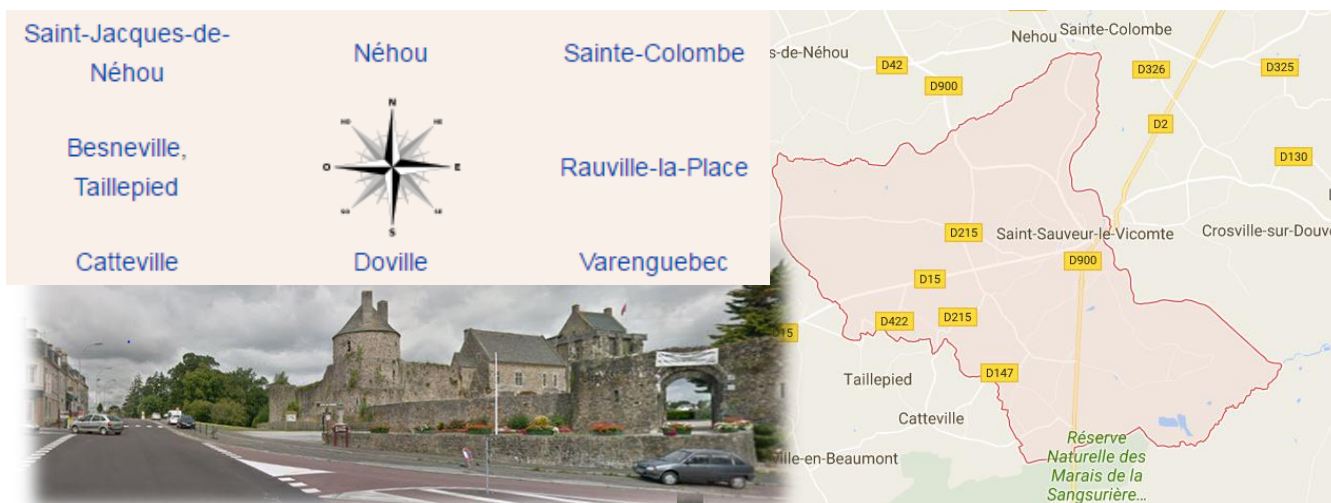 Saint-Jacques-de-
Néhou
Néhou
Sainte-Colombe
Besneville,
Taillepied
N
E
S
O
Rauville-la-Place
Catteville
Doville
Varenguebec
Nehou
Sainte-Colombe
s-de-Néhou
D42
D900
D326
D325
D2
D130
D215
Saint-Sauveur-le-Vicomte
Crosville-sur-Douv
D900
D15
D422
D215
D15
Taillepied
D147
Catteville
ville-en-Beaumont
Réserve
Naturelle des
Marais de la
Sangsurière...